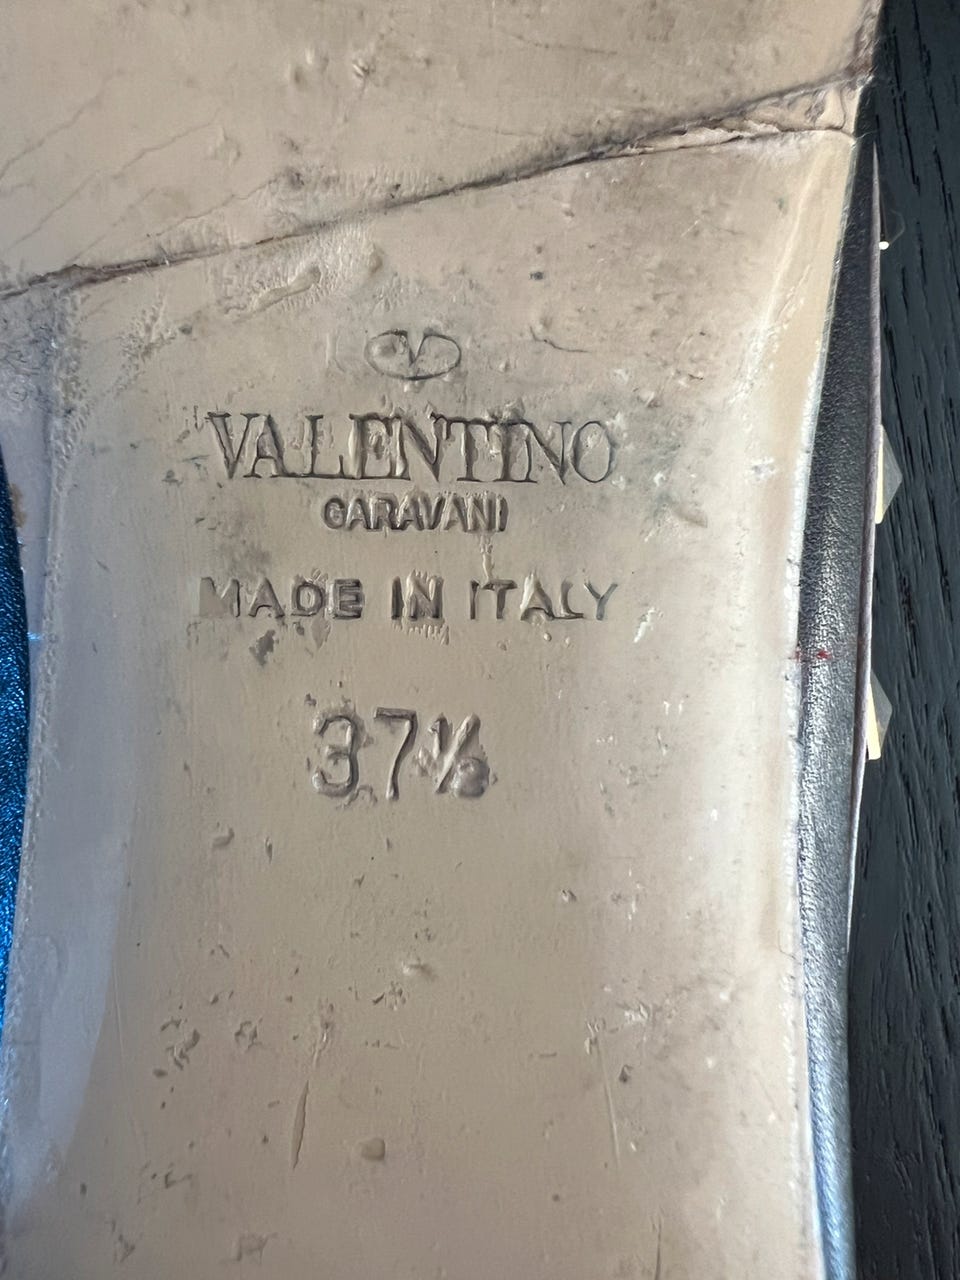 V
VALENTINO
GARAVANI
MADE IN ITALY
37½